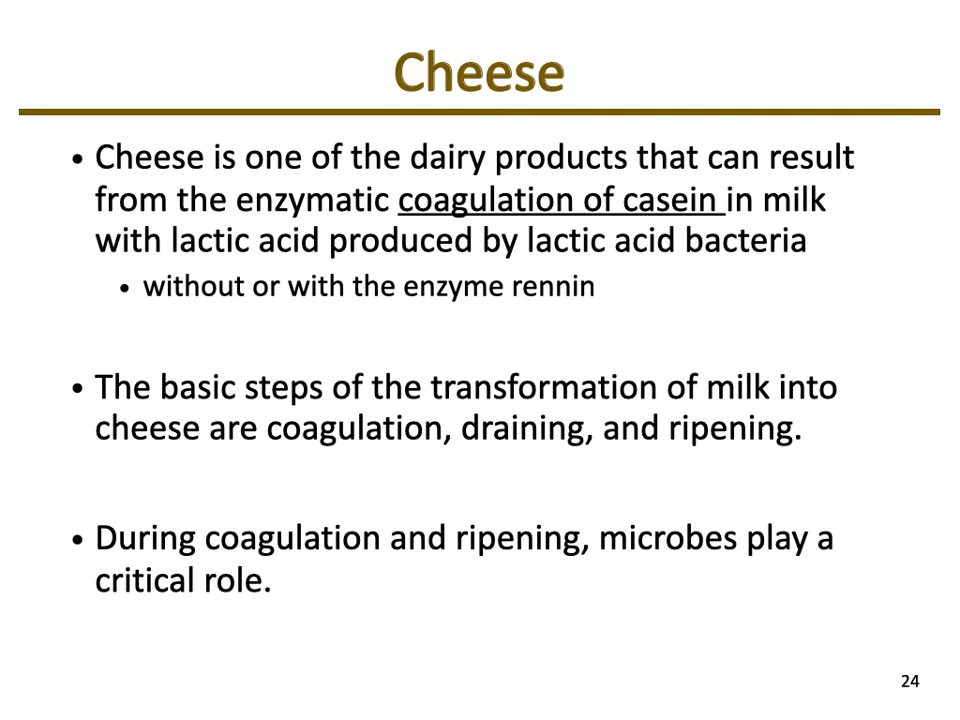 Cheese
• Cheese is one of the dairy products that can result
from the enzymatic coagulation of casein in milk
with lactic acid produced by lactic acid bacteria
• without or with the enzyme rennin
• The basic steps of the transformation of milk into
cheese are coagulation, draining, and ripening.
• During coagulation and ripening, microbes play a
critical role.
24